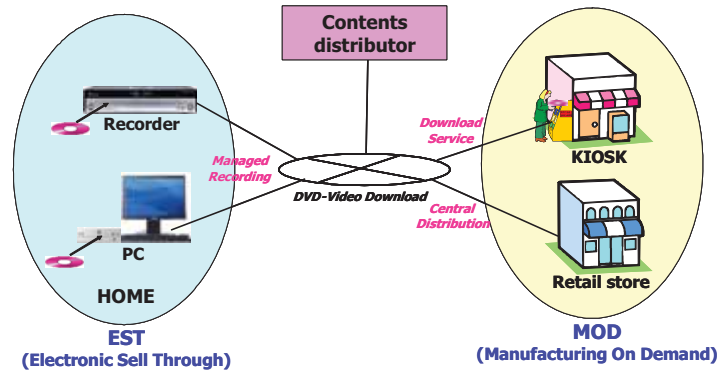 Contents
distributor
Recorder
Managed
Recording
PC
HOME
EST
(Electronic Sell Through)
DVD-Video Download
Download
Service
KIOSK
Central
Distribution
Retail store
MOD
(Manufacturing On Demand)